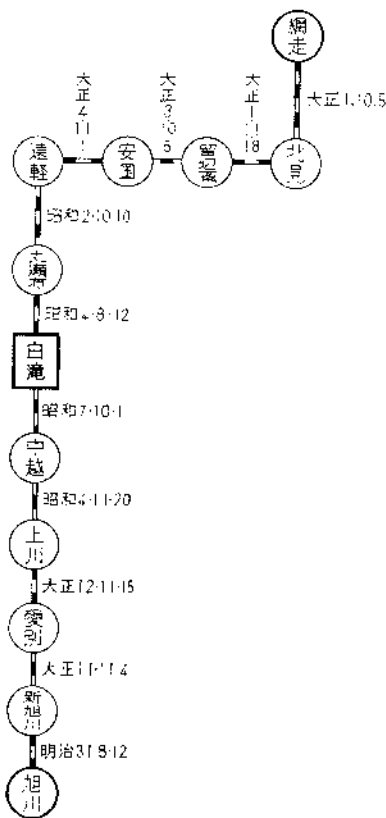 網走
大正1.10.5
北見
大正1・11・18
留辺蘂
大正3・10・5
安国
大正4・11・1
遠軽
昭和2・10・10
丸瀬布
昭和4・8・12
白滝
昭和7・10・1
中越
昭和4・11・20
上川
大正12・11・15
愛別
大正11・11・4
新旭川
明治31・8・12
旭川